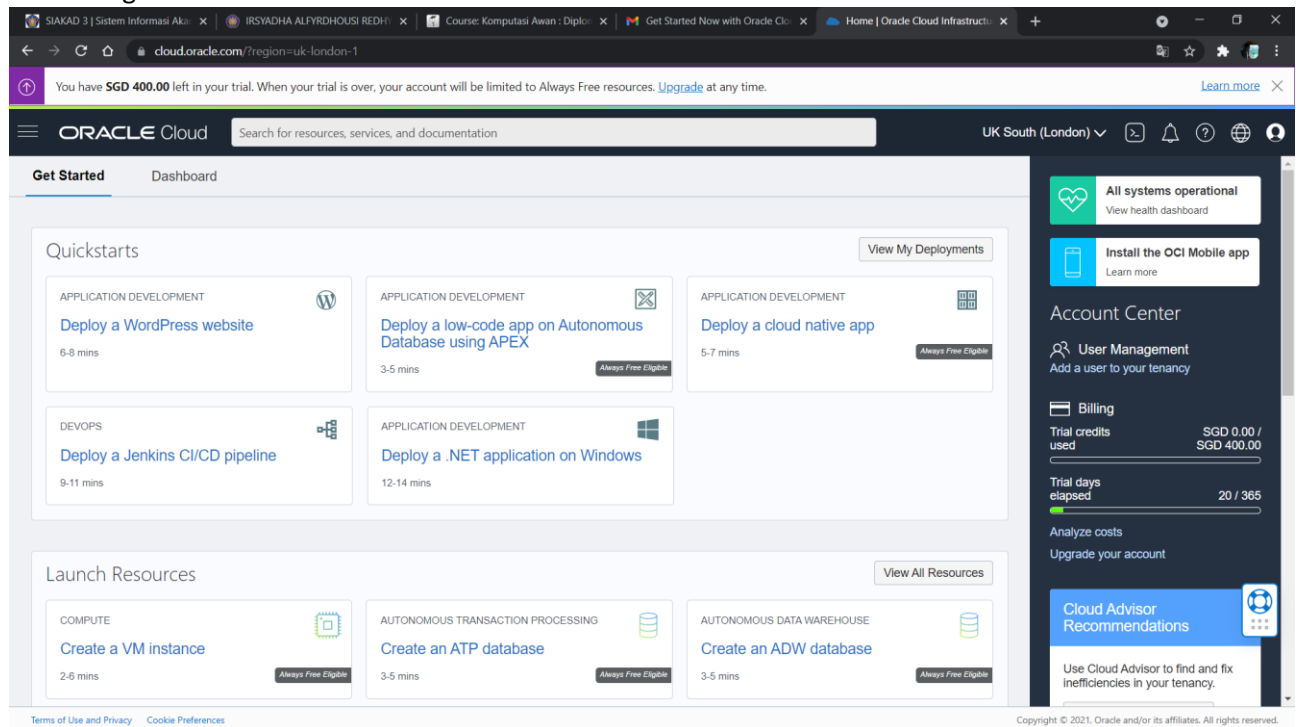 SIAKAD 3 | Sistem Informasi Aka
IRSYADHA ALFYRDHOUSI REDHY
Course: Komputasi Awan : Diplo
Get Started Now with Oracle Clo
Home | Oracle Cloud Infrastructu
cloud.oracle.com/?region=uk-london-1
You have SGD 400.00 left in your trial. When your trial is over, your account will be limited to Always Free resources. Upgrade at any time.
Learn more
ORACLE Cloud
Search for resources, services, and documentation
UK South (London)
Get Started
Dashboard
Quickstarts
View My Deployments
APPLICATION DEVELOPMENT
Deploy a WordPress website
6-8 mins
APPLICATION DEVELOPMENT
Deploy a low-code app on Autonomous
Database using APEX
3-5 mins
Always Free Eligible
APPLICATION DEVELOPMENT
Deploy a cloud native app
5-7 mins
Always Free Eligible
DEVOPS
Deploy a Jenkins CI/CD pipeline
9-11 mins
APPLICATION DEVELOPMENT
Deploy a .NET application on Windows
12-14 mins
Launch Resources
View All Resources
COMPUTE
Create a VM instance
2-6 mins
Always Free Eligible
AUTONOMOUS TRANSACTION PROCESSING
Create an ATP database
3-5 mins
Always Free Eligible
AUTONOMOUS DATA WAREHOUSE
Create an ADW database
3-5 mins
Always Free Eligible
All systems operational
View health dashboard
Install the OCI Mobile app
Learn more
Account Center
User Management
Add a user to your tenancy
Billing
Trial credits SGD 0.00 /
used SGD 400.00
Trial days
elapsed 20 / 365
Analyze costs
Upgrade your account
Cloud Advisor
Recommendations
Use Cloud Advisor to find and fix
inefficiencies in your tenancy.
Terms of Use and Privacy Cookie Preferences
Copyright © 2021, Oracle and/or its affiliates. All rights reserved.